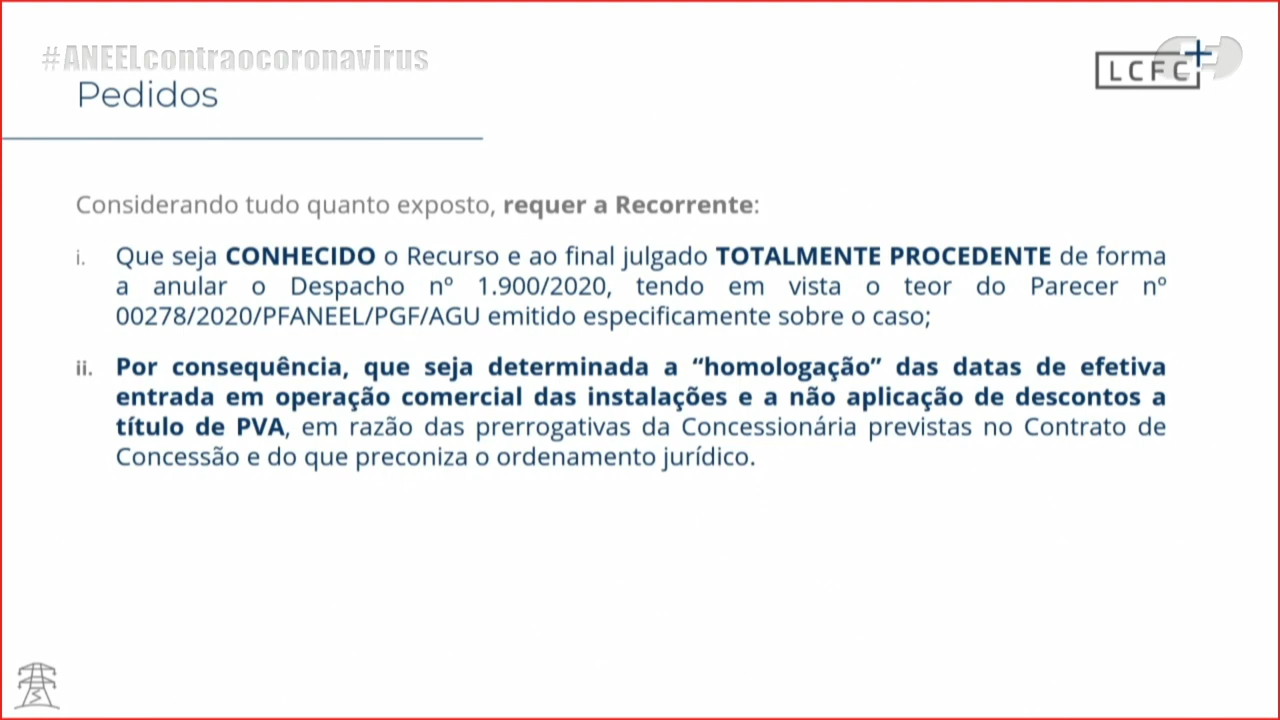 #ANEELcontraocoronavirus
LCFC
Pedidos
Considerando tudo quanto exposto, requer a Recorrente:
i. Que seja CONHECIDO o Recurso e ao final julgado TOTALMENTE PROCEDENTE de forma
a anular o Despacho nº 1.900/2020, tendo em vista o teor do Parecer nº
00278/2020/PFANEEL/PGF/AGU emitido especificamente sobre o caso;
ii. Por consequência, que seja determinada a “homologação” das datas de efetiva
entrada em operação comercial das instalações e a não aplicação de descontos a
título de PVA, em razão das prerrogativas da Concessionária previstas no Contrato de
Concessão e do que preconiza o ordenamento jurídico.